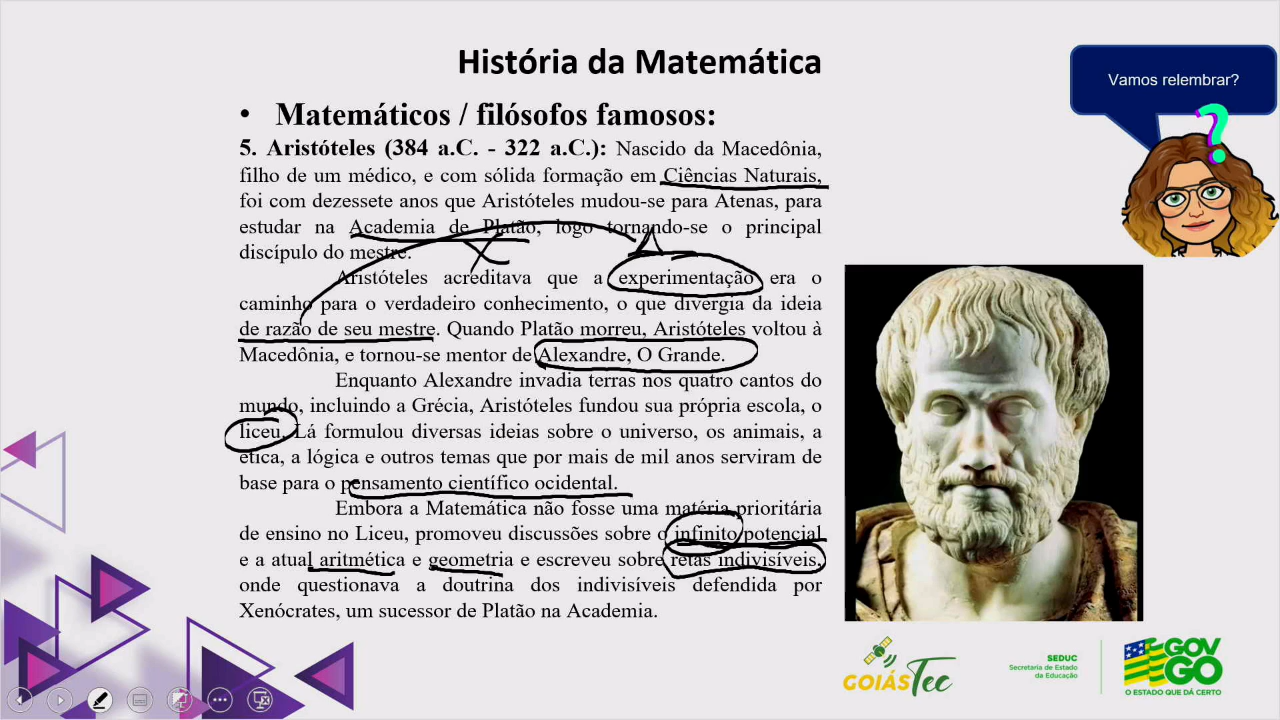 História da Matemática
Vamos relembrar?
• Matemáticos / filósofos famosos:
5. Aristóteles (384 a.C. - 322 a.C.): Nascido da Macedônia,
filho de um médico, e com sólida formação em Ciências Naturais,
foi com dezessete anos que Aristóteles mudou-se para Atenas, para
estudar na Academia de Platão, logo tornando-se o principal
discípulo do mestre.
Aristóteles acreditava que a experimentação era o
caminho para o verdadeiro conhecimento, o que divergia da ideia
de razão de seu mestre. Quando Platão morreu, Aristóteles voltou à
Macedônia, e tornou-se mentor de Alexandre, O Grande.
Enquanto Alexandre invadia terras nos quatro cantos do
mundo, incluindo a Grécia, Aristóteles fundou sua própria escola, o
liceu. Lá formulou diversas ideias sobre o universo, os animais, a
ética, a lógica e outros temas que por mais de mil anos serviram de
base para o pensamento científico ocidental.
Embora a Matemática não fosse uma matéria prioritária
de ensino no Liceu, promoveu discussões sobre o infinito potencial
e a atual aritmética e geometria e escreveu sobre retas indivisíveis,
onde questionava a doutrina dos indivisíveis defendida por
Xenócrates, um sucessor de Platão na Academia.
GOIÁSTec
SEDUC
Secretaria de Estado
da Educação
GOV
GO
O ESTADO QUE DÁ CERTO